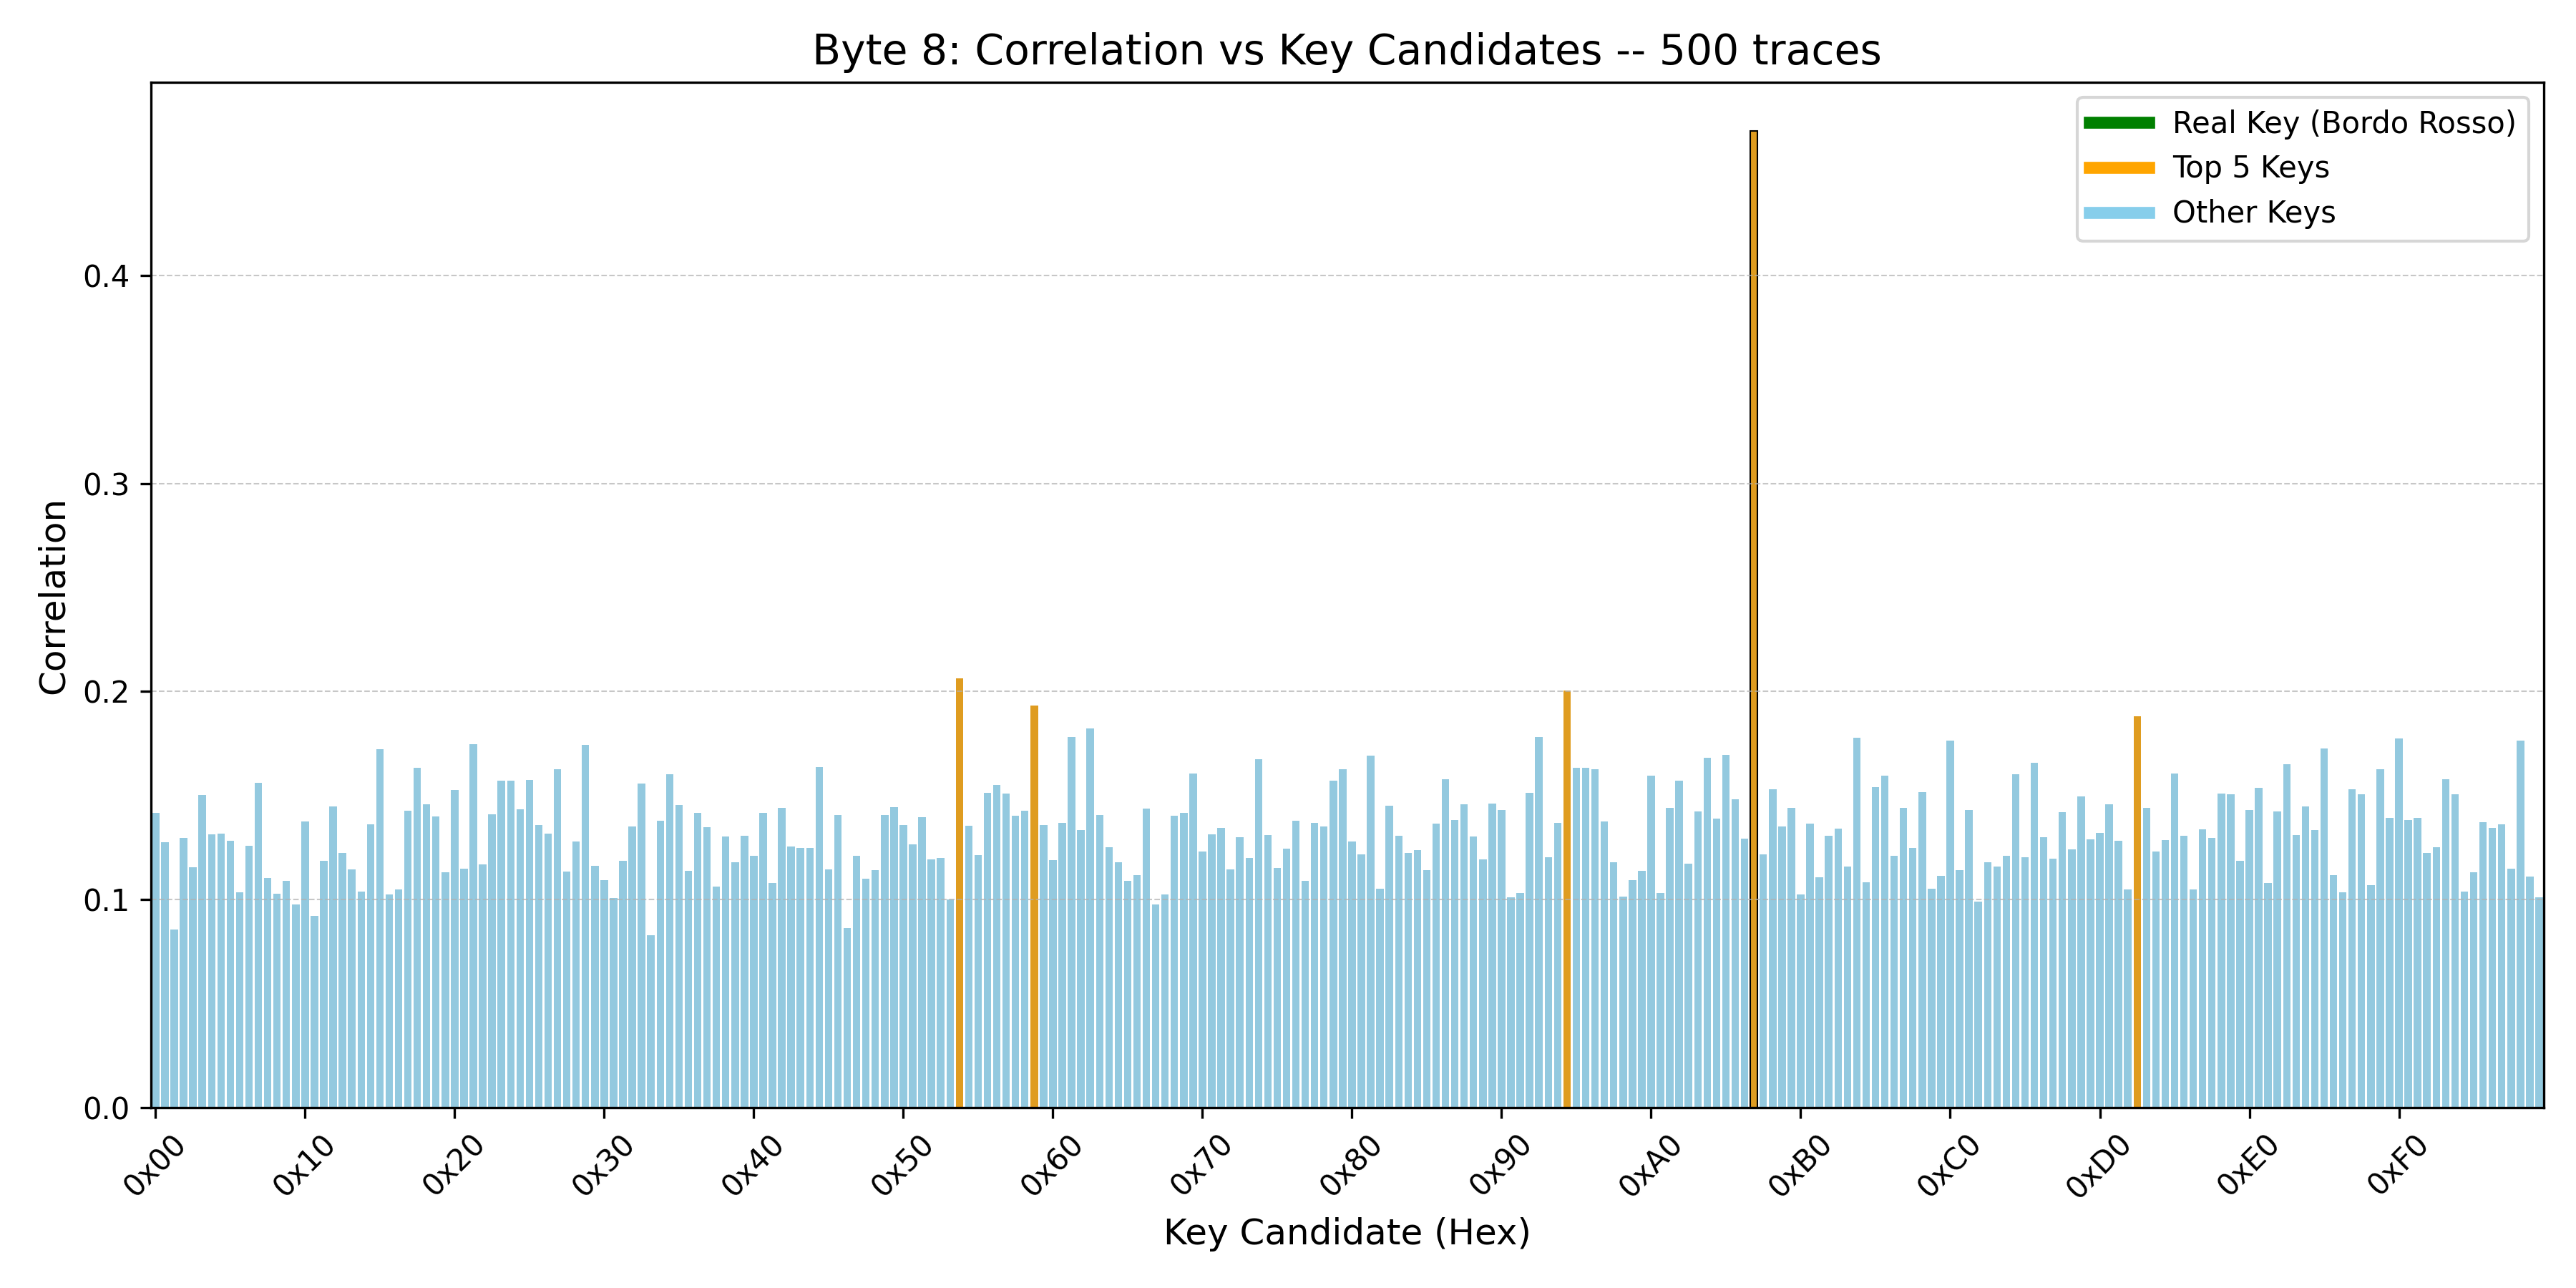 Byte 8: Correlation vs Key Candidates -- 500 traces
Real Key (Bordo Rosso)
Top 5 Keys
Other Keys
Correlation
0.4
0.3
0.2
0.1
0.0
0x00 0x10 0x20 0x30 0x40 0x50 0x60 0x70 0x80 0x90 0xA0 0xB0 0xC0 0xD0 0xE0 0xF0
Key Candidate (Hex)